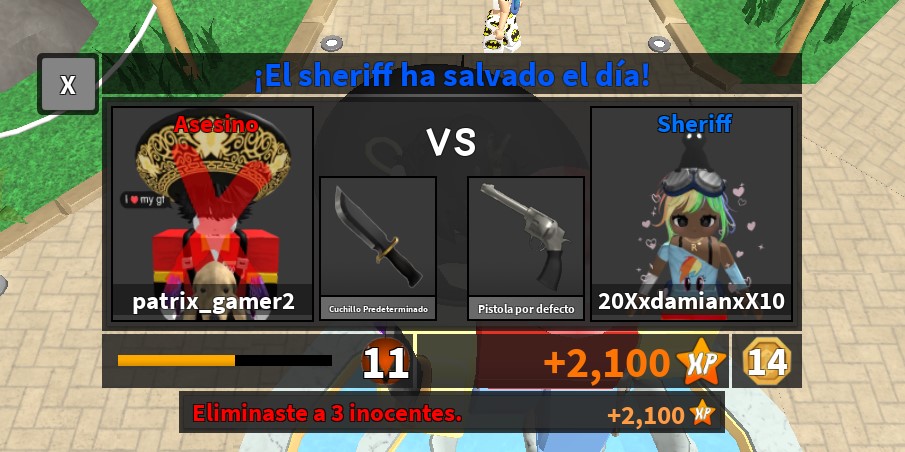 X
¡El sheriff ha salvado el día!
Asesino
VS
Sheriff
I ❤ my gf
patrix_gamer2
Cuchillo Predeterminado
Pistola por defecto
20XxdamianxX10
11
+2,100 XP
14
Eliminaste a 3 inocentes.
+2,100 XP